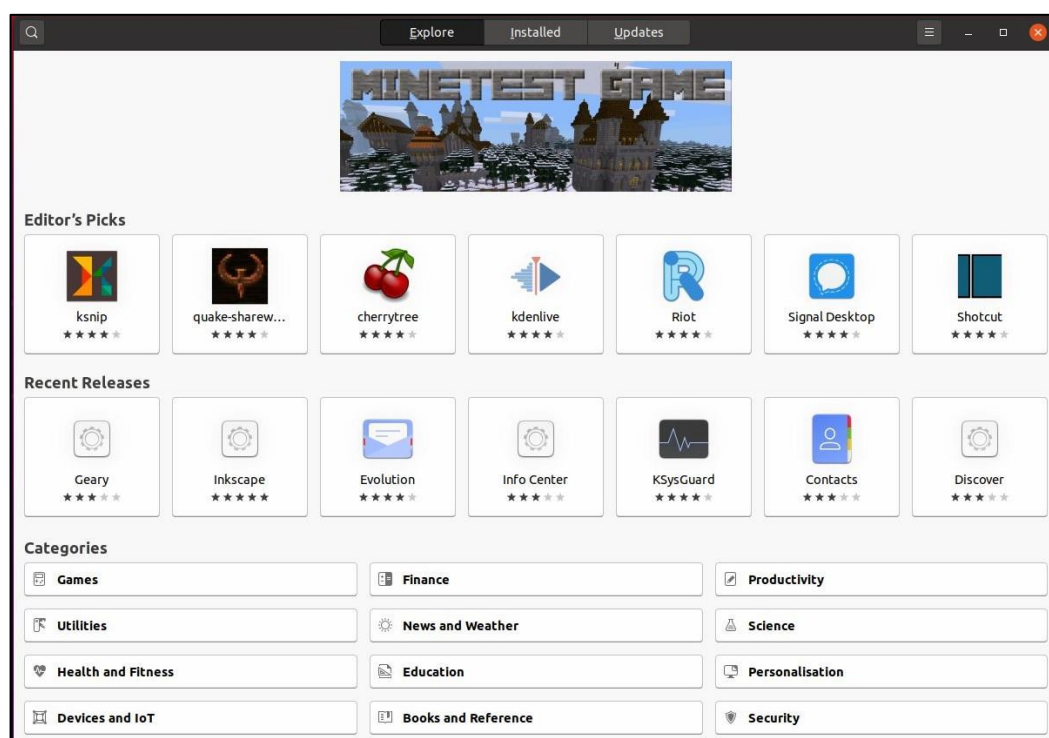 Explore Installed Updates
MINETEST GAME
Editor's Picks
ksnip quake-sharew... cherrytree kdenlive Riot Signal Desktop Shotcut
Recent Releases
Geary Inkscape Evolution Info Center KSysGuard Contacts Discover
Categories
Games Finance Productivity
Utilities News and Weather Science
Health and Fitness Education Personalisation
Devices and IoT Books and Reference Security